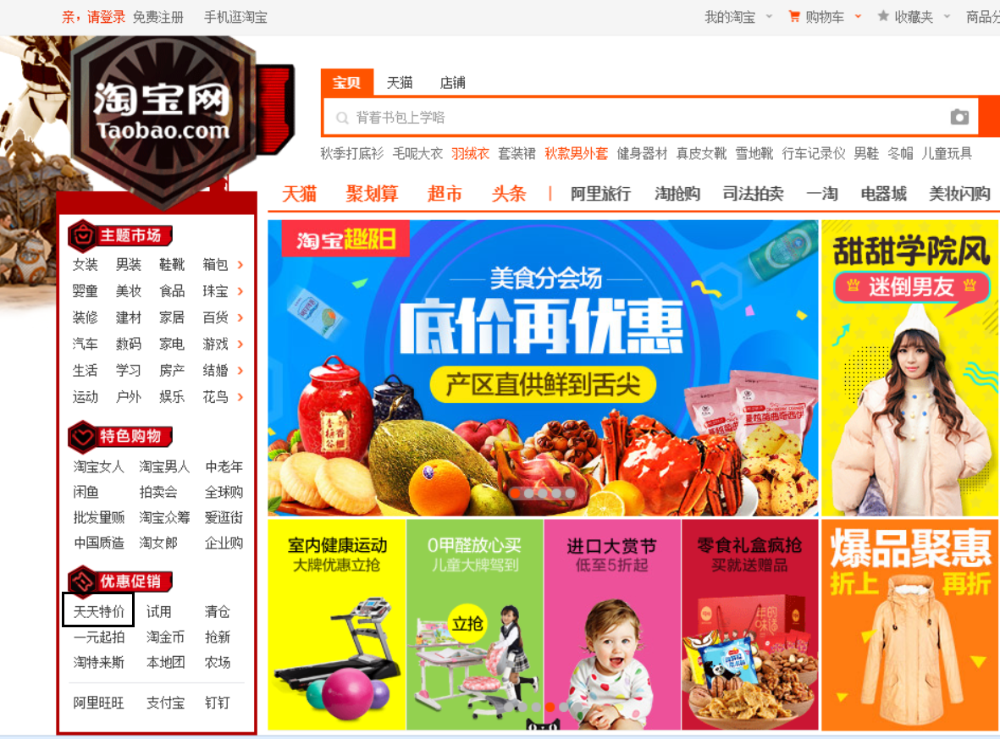 亲，请登录 免费注册 手机逛淘宝 我的淘宝 购物车 收藏夹 商品分
淘宝网
Taobao.com
宝贝 天猫 店铺
背着书包上学咯
秋季打底衫 毛呢大衣 羽绒衣 套装裙 秋款男外套 健身器材 真皮女靴 雪地靴 行车记录仪 男鞋 冬帽 儿童玩具
天猫 聚划算 超市 头条 | 阿里旅行 淘抢购 司法拍卖 一淘 电器城 美妆闪购
主题市场
女装 男装 鞋靴 箱包
婴童 美妆 食品 珠宝
装修 建材 家居 百货
汽车 数码 家电 游戏
生活 学习 房产 结婚
运动 户外 娱乐 花鸟
特色购物
淘宝女人 淘宝男人 中老年
闲鱼 拍卖会 全球购
批发量贩 淘宝众筹 爱逛街
中国质造 淘女郎 企业购
优惠促销
天天特价 试用 清仓
一元起拍 淘金币 抢新
淘特来斯 本地团 农场
阿里旺旺 支付宝 钉钉
淘宝超级日
美食分会场
底价再优惠
产区直供鲜到舌尖
甜甜学院风
迷倒男友
室内健康运动
大牌优惠立抢
0甲醛放心买
儿童大牌驾到
立抢
进口大赏节
低至5折起
零食礼盒疯抢
买就送赠品
年的味道
爆品聚惠
折上 再折